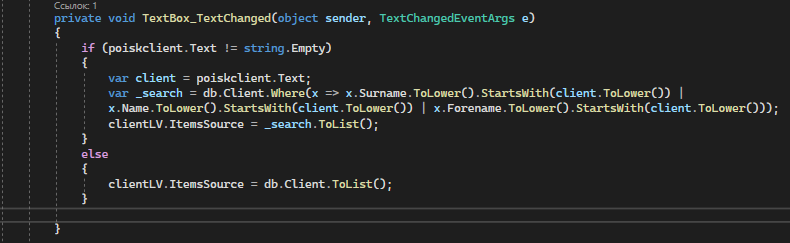 Ссылок: 1
private void TextBox_TextChanged(object sender, TextChangedEventArgs e)
{
if (poiskclient.Text != string.Empty)
{
var client = poiskclient.Text;
var _search = db.Client.Where(x => x.Surname.ToLower().StartsWith(client.ToLower()) |
x.Name.ToLower().StartsWith(client.ToLower()) | x.Forename.ToLower().StartsWith(client.ToLower()));
clientLV.ItemsSource = _search.ToList();
}
else
{
clientLV.ItemsSource = db.Client.ToList();
}
}